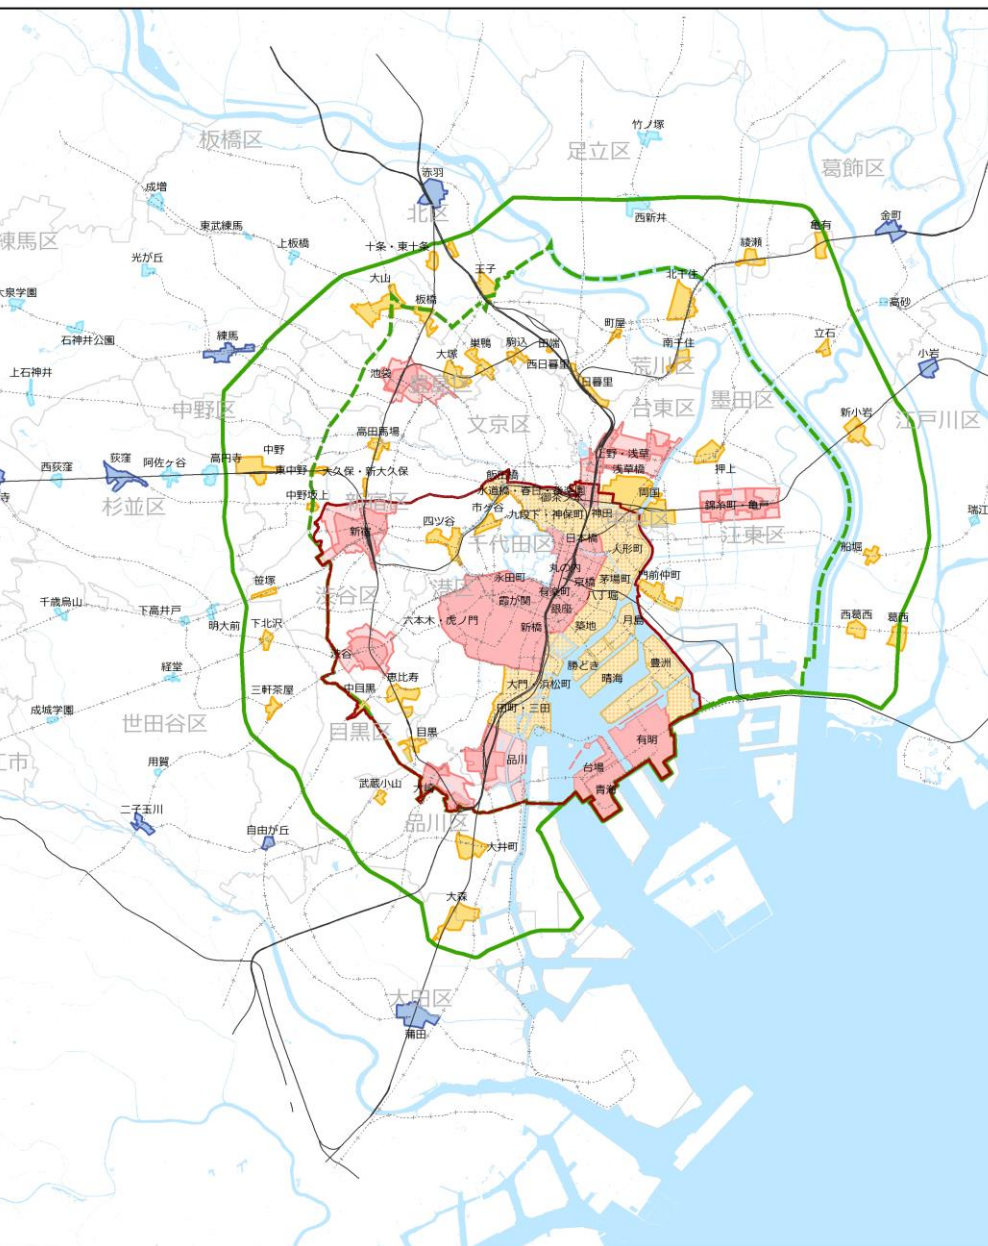 竹ノ塚
板橋区
足立区
葛飾区
赤羽
成増
北区
西新井
亀有
金町
東武練馬
練馬区
上板橋
十条・東十条
綾瀬
光が丘
王子
北千住
大山
板橋
高砂
町屋
立石
石神井公園
練馬
巣鴨
駒込
田端
南千住
大塚
小岩
西日暮里
荒川区
上石神井
池袋
日暮里
中野区
台東区
墨田区
新小岩
江戸川区
文京区
高田馬場
中野
上野・浅草
荻窪
阿佐ヶ谷
高円寺
西荻窪
東中野
大久保・新大久保
飯田橋
浅草橋
押上
中野坂上
両国
杉並区
新宿区
市ケ谷
九段下・神保町
神田
錦糸町・亀戸
瑞江
四ツ谷
新宿
千代田区
日本橋
江東区
人形町
船堀
丸の内
笹塚
永田町
京橋
茅場町
門前仲町
渋谷区
港区
有楽町
八丁堀
千歳烏山
下高井戸
霞が関
銀座
西葛西
葛西
明大前
下北沢
六本木・虎ノ門
新橋
築地
月島
渋谷
経堂
勝どき
豊洲
恵比寿
晴海
三軒茶屋
中目黒
大門・浜松町
成城学園
世田谷区
田町・三田
目黒区
目黒
有明
用賀
品川
台場
武蔵小山
大崎
青海
二子玉川
自由が丘
品川区
大井町
大森
大田区
蒲田